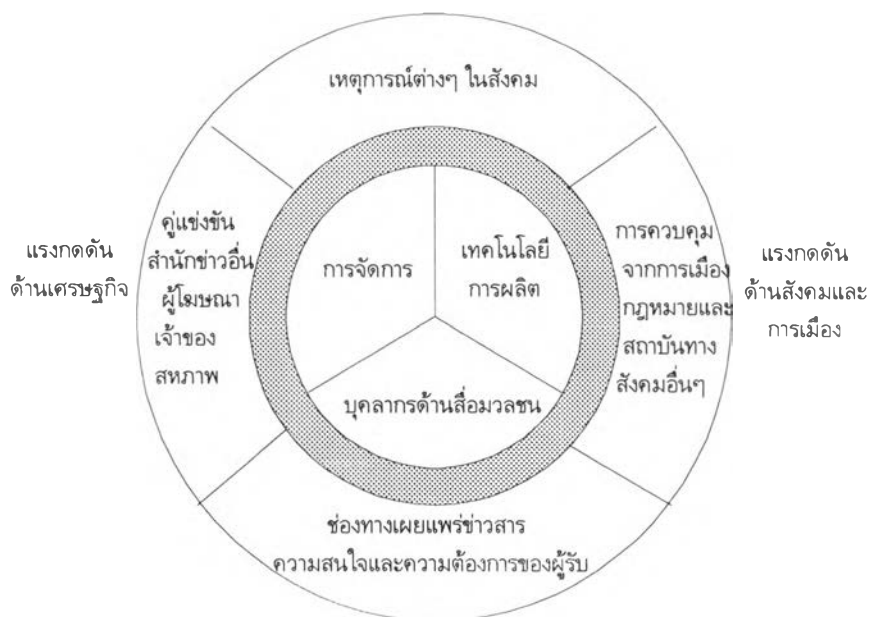 เหตุการณ์ต่างๆ ในสังคม
แรงกดดัน
ด้านเศรษฐกิจ
คู่แข่งขัน
สำนักข่าวอื่น
ผู้โฆษณา
เจ้าของ
สหภาพ
การจัดการ
เทคโนโลยี
การผลิต
บุคลากรด้านสื่อมวลชน
การควบคุม
จากการเมือง
กฎหมายและ
สถาบันทาง
สังคมอื่นๆ
แรงกดดัน
ด้านสังคมและ
การเมือง
ช่องทางเผยแพร่ข่าวสาร
ความสนใจและความต้องการของผู้รับ